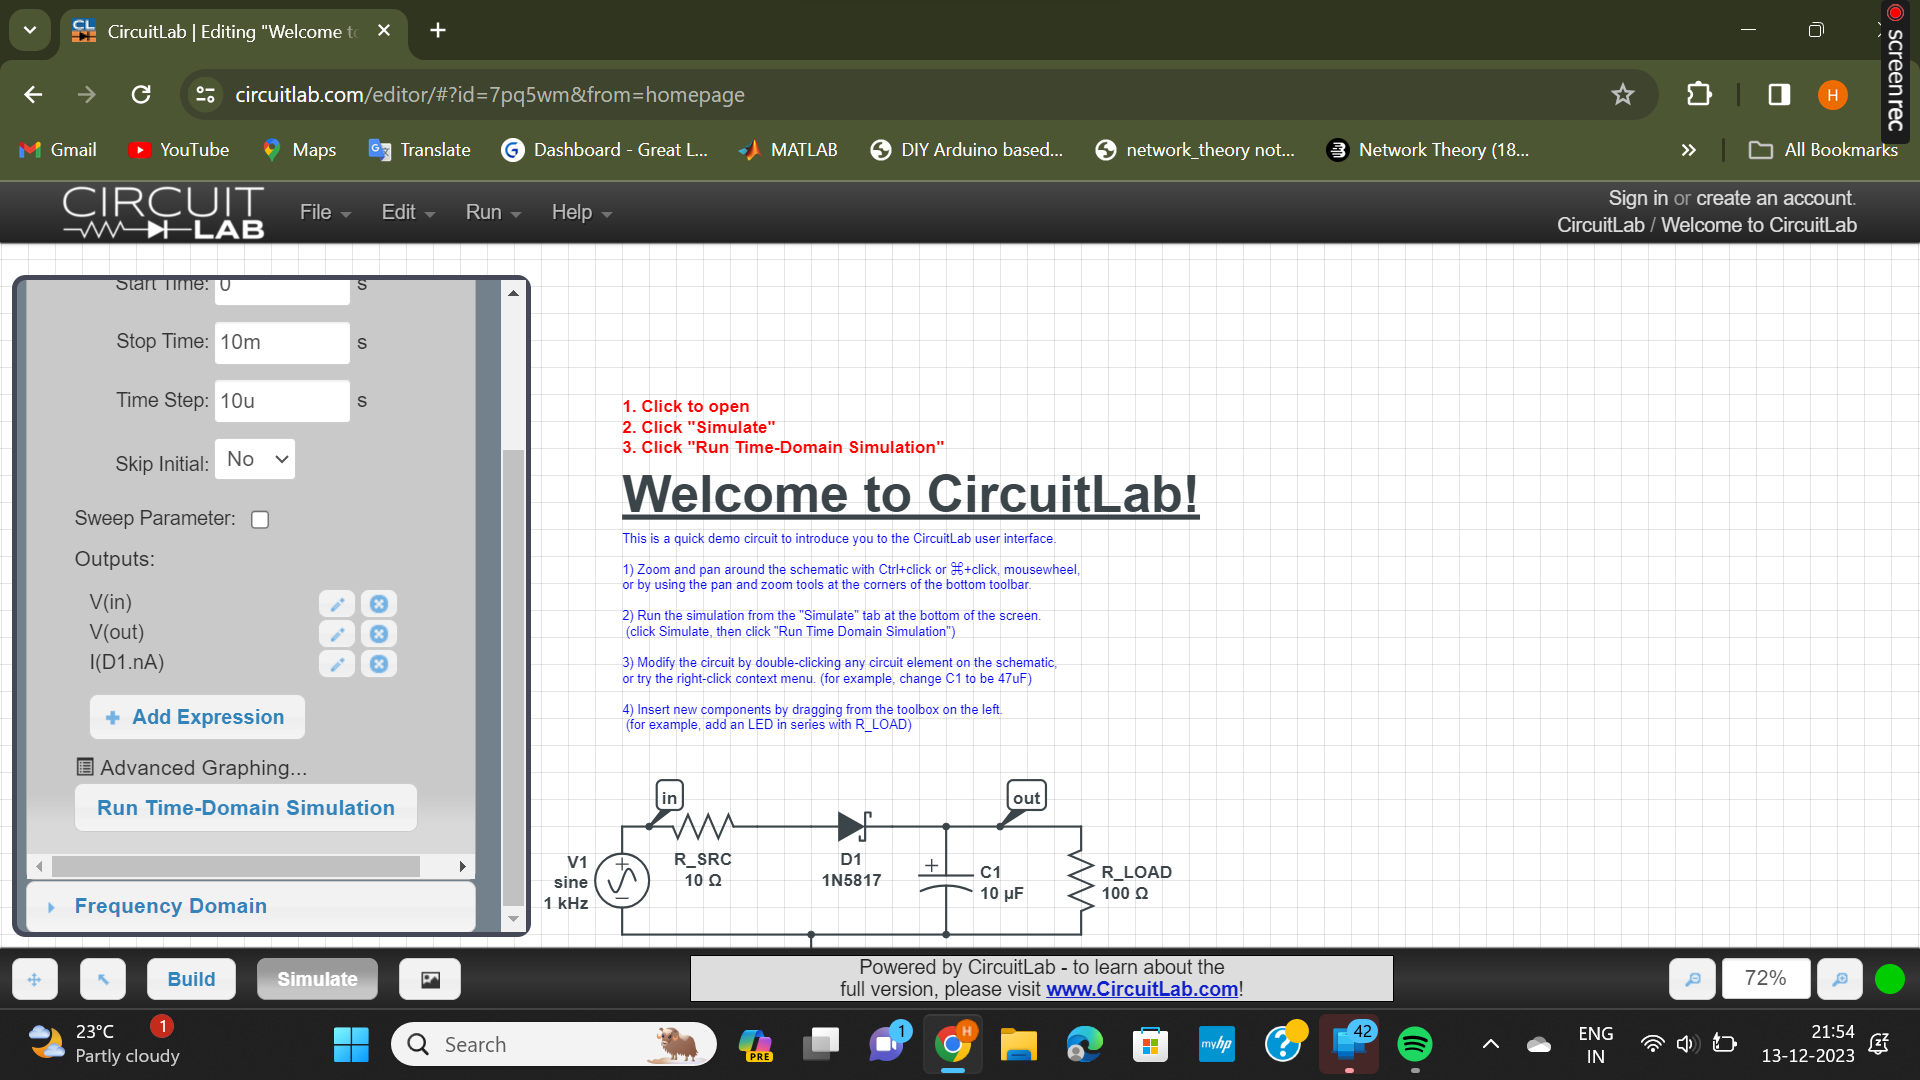 CircuitLab | Editing "Welcome to
screen rec
circuitlab.com/editor/#?id=7pq5wm&from=homepage
H
Gmail
YouTube
Maps
Translate
Dashboard - Great L...
MATLAB
DIY Arduino based...
network_theory not...
Network Theory (18...
All Bookmarks
CIRCUIT
LAB
File
Edit
Run
Help
Sign in or create an account.
CircuitLab / Welcome to CircuitLab
Start Time: 0 s
Stop Time: 10m s
Time Step: 10u s
Skip Initial: No
Sweep Parameter:
Outputs:
V(in)
V(out)
I(D1.nA)
+ Add Expression
Advanced Graphing...
Run Time-Domain Simulation
Frequency Domain
1. Click to open
2. Click "Simulate"
3. Click "Run Time-Domain Simulation"
Welcome to CircuitLab!
This is a quick demo circuit to introduce you to the CircuitLab user interface.
1) Zoom and pan around the schematic with Ctrl+click or ⌘+click, mousewheel,
or by using the pan and zoom tools at the corners of the bottom toolbar.
2) Run the simulation from the "Simulate" tab at the bottom of the screen.
(click Simulate, then click "Run Time Domain Simulation")
3) Modify the circuit by double-clicking any circuit element on the schematic,
or try the right-click context menu. (for example, change C1 to be 47uF)
4) Insert new components by dragging from the toolbox on the left.
(for example, add an LED in series with R_LOAD)
in
out
V1
sine
1 kHz
R_SRC
10 Ω
D1
1N5817
C1
10 µF
R_LOAD
100 Ω
Build
Simulate
Powered by CircuitLab - to learn about the
full version, please visit www.CircuitLab.com!
72%
23°C
Partly cloudy
1
Search
PRE
1
H
myhp
42
ENG
IN
21:54
13-12-2023